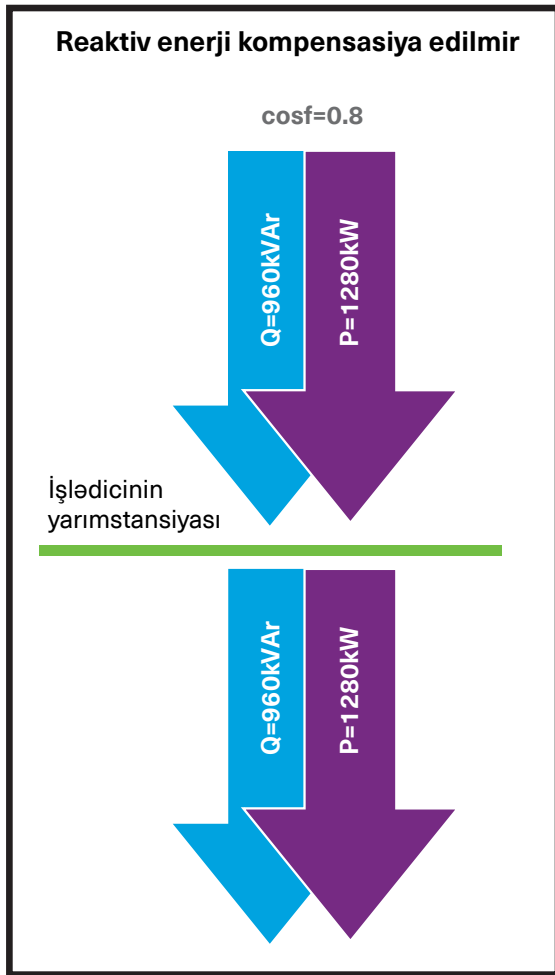 Reaktiv enerji kompensasiya edilmir
cosf=0.8
Q=960kVAr
P=1280kW
İşlədicinin
yarımstansiyası
Q=960kVAr
P=1280kW